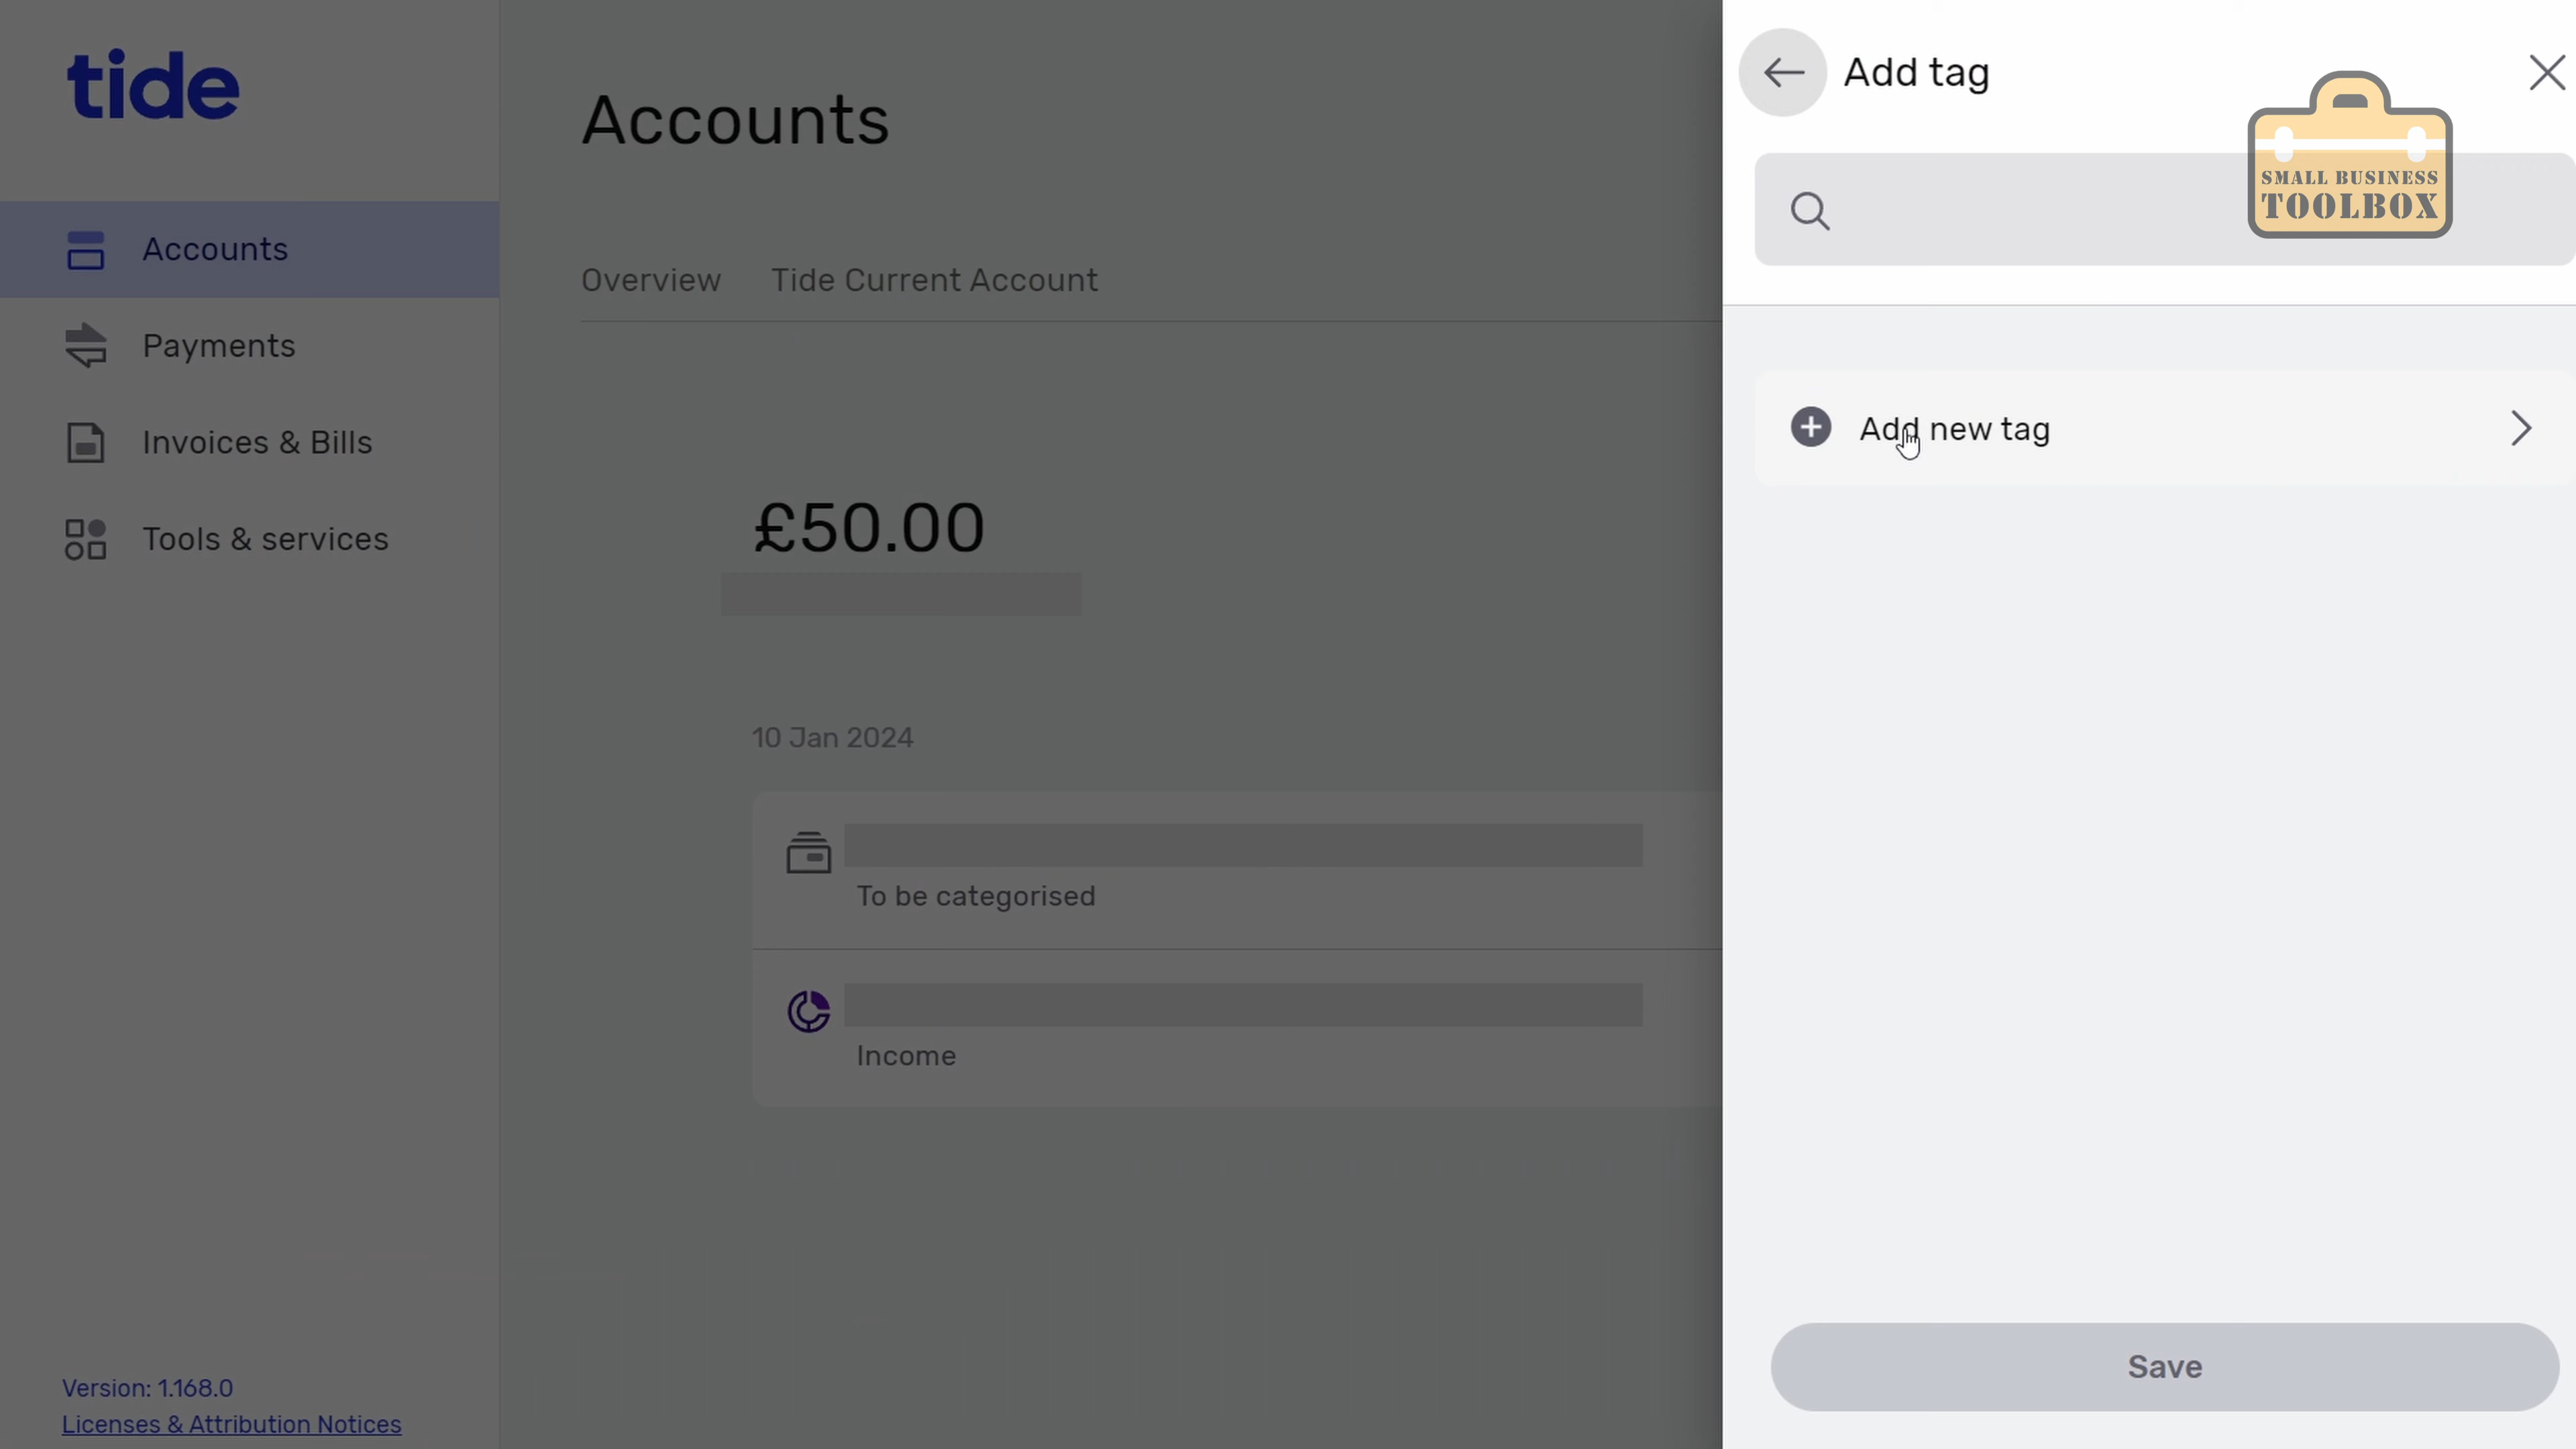 tide
Accounts
Payments
Invoices & Bills
Tools & services
Version: 1.168.0
Licenses & Attribution Notices
Accounts
Overview Tide Current Account
£50.00
10 Jan 2024
To be categorised
Income
Add tag
SMALL BUSINESS
TOOLBOX
Add new tag
Save